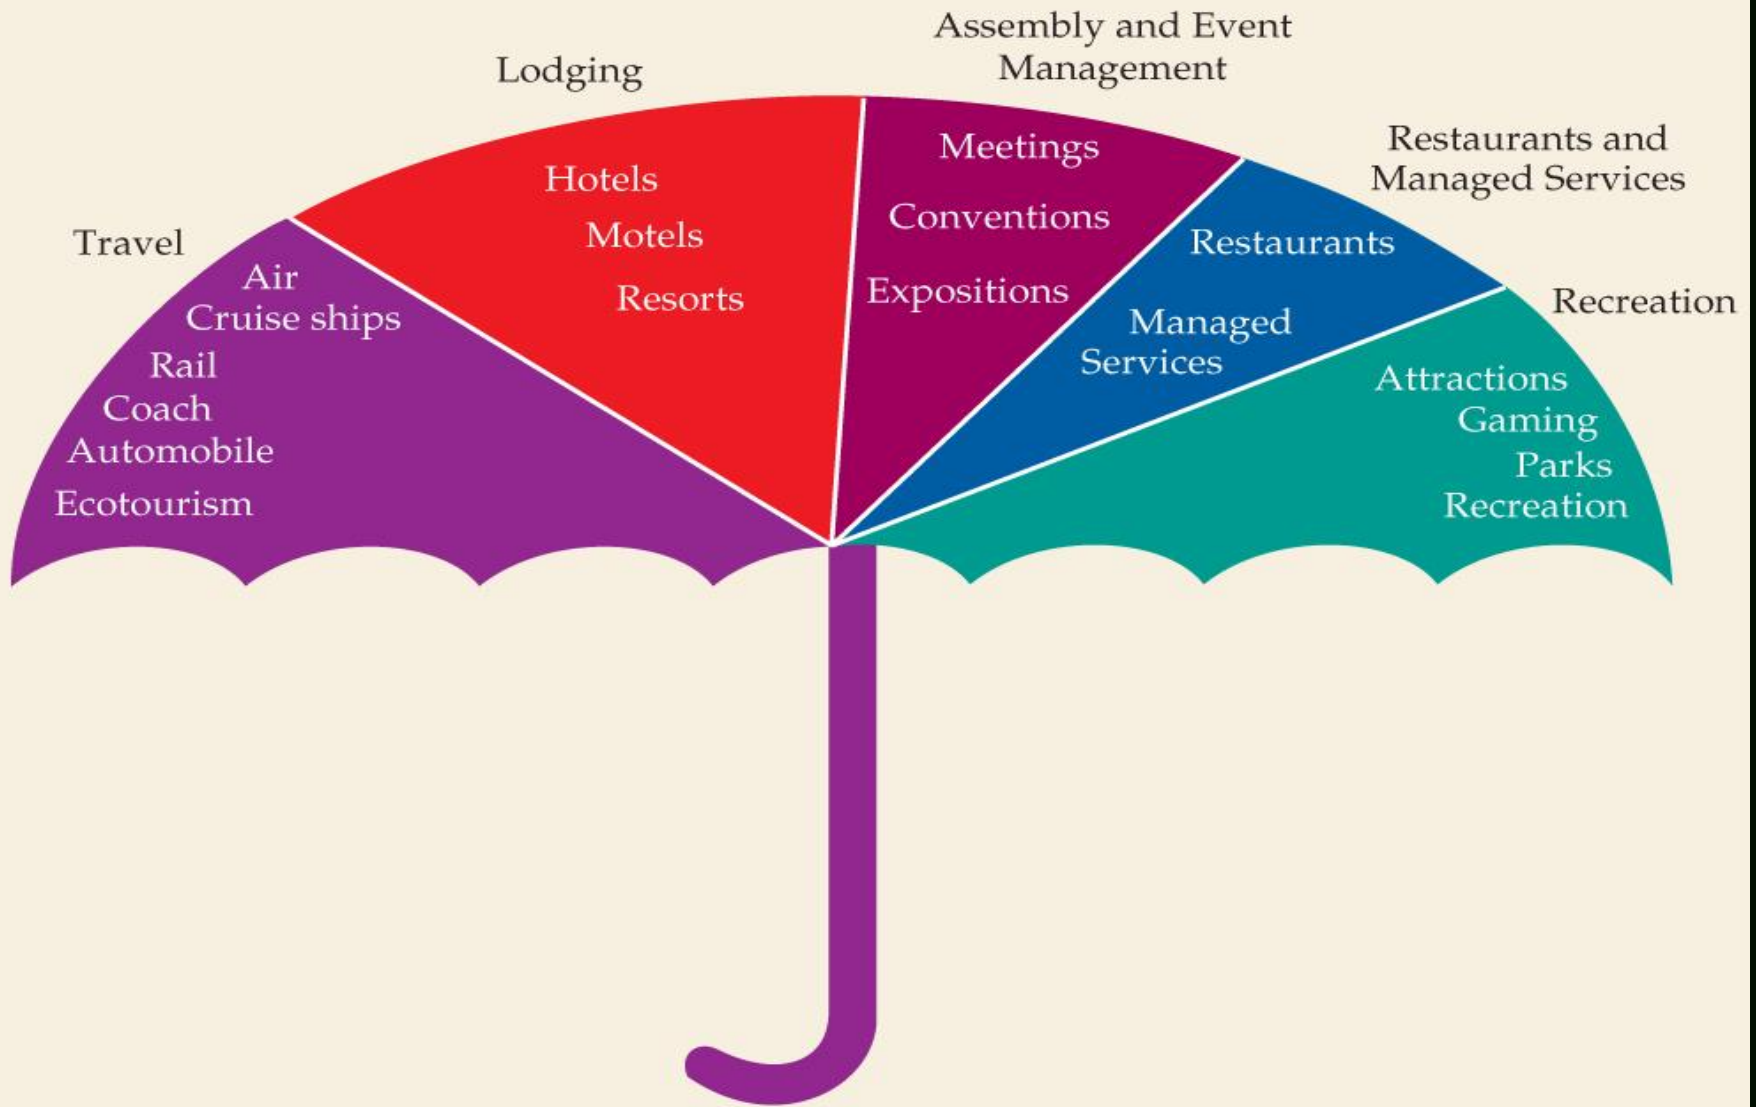 Travel
Air
Cruise ships
Rail
Coach
Automobile
Ecotourism
Lodging
Hotels
Motels
Resorts
Assembly and Event
Management
Meetings
Conventions
Expositions
Restaurants and
Managed Services
Restaurants
Managed
Services
Recreation
Attractions
Gaming
Parks
Recreation